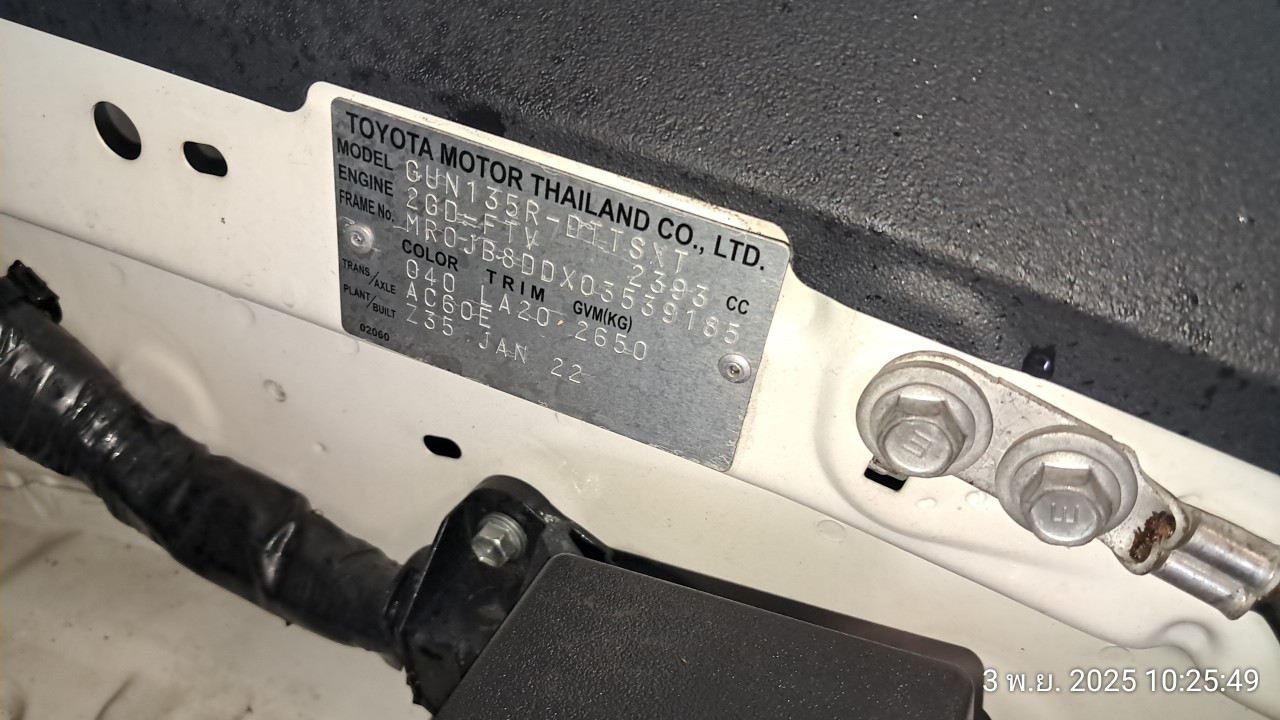 TOYOTA MOTOR THAILAND CO., LTD.
MODEL GUN135R-DTTSXT
ENGINE 2GD-FTV 2393 CC
FRAME No. MR0JB8DDX03539185
COLOR TRIM GVM(KG)
040 LA20 2650
TRANS/AXLE AC60E
PLANT/BUILT Z35 JAN 22
02060
E
E
3 พ.ย. 2025 10:25:49